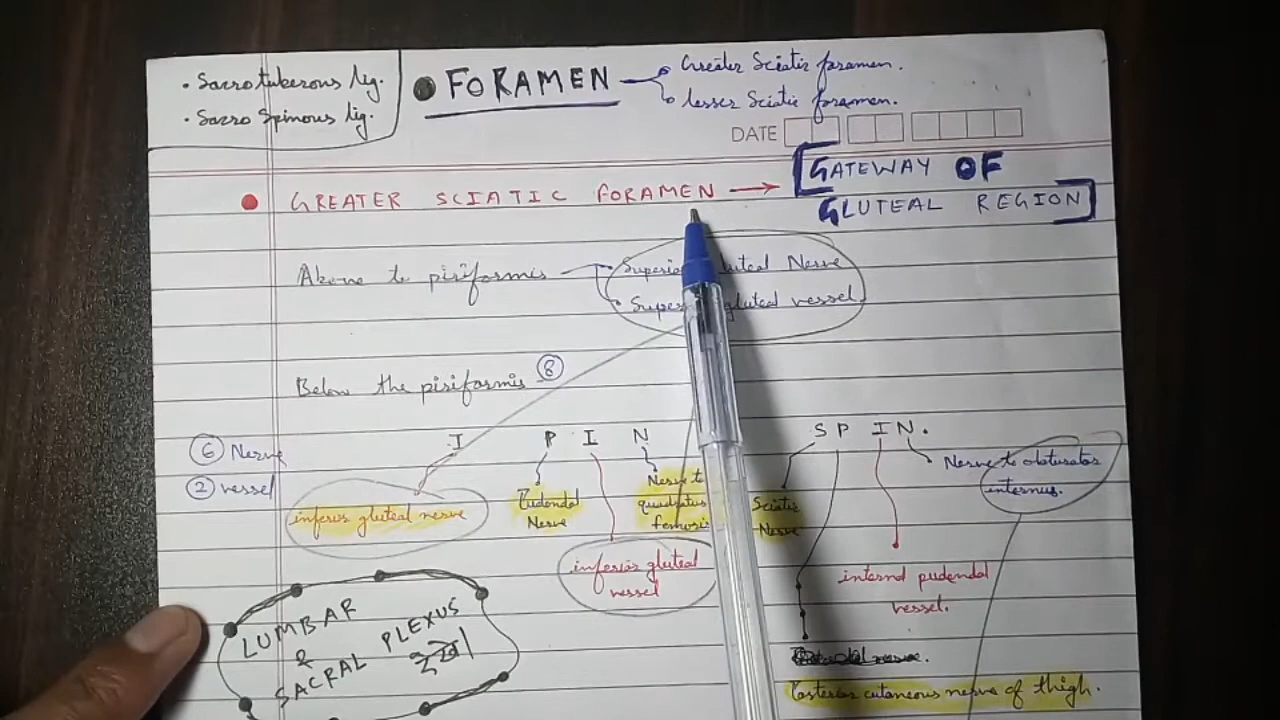 • Sacrotuberous lig.
• Sacro Spinous lig.
• FORAMEN
Greater Sciatic foramen.
lesser Sciatic foramen.
DATE
• GREATER SCIATIC FORAMEN → [GATEWAY OF
GLUTEAL REGION]
Above to piriformis
• Superior gluteal Nerve
• Superior gluteal vessel
Below the piriformis ⑧
⑥ Nerve
② vessel
I P I N S P I N.
inferior gluteal nerve
Pudendal
Nerve
Nerve to
quadratus
femoris
Sciatic
Nerve
Nerve to obturator
internus.
inferior gluteal
vessel
internal pudendal
vessel.
LUMBAR
&
SACRAL PLEXUS
Posterior cutaneous nerve of thigh.